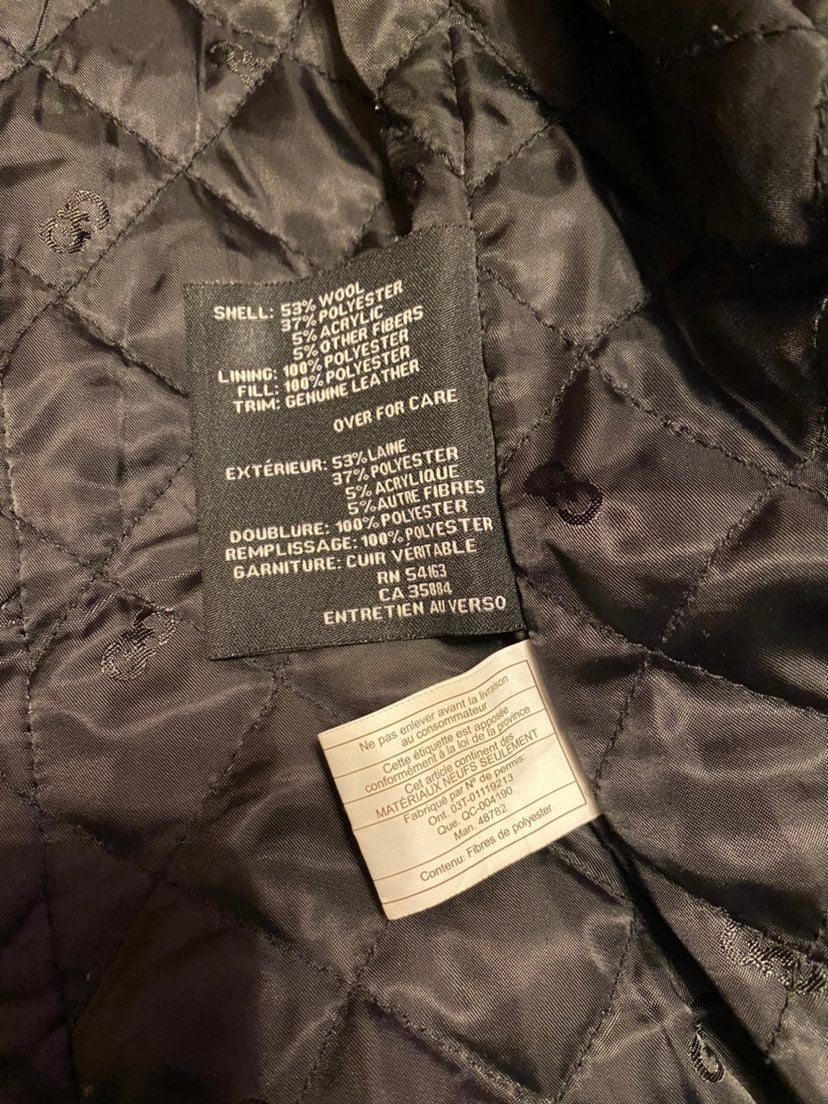 SHELL: 53% WOOL
37% POLYESTER
5% ACRYLIC
5% OTHER FIBERS
LINING: 100% POLYESTER
FILL: 100% POLYESTER
TRIM: GENUINE LEATHER
OVER FOR CARE
EXTÉRIEUR: 53% LAINE
37% POLYESTER
5% ACRYLIQUE
5% AUTRE FIBRES
DOUBLURE: 100% POLYESTER
REMPLISSAGE: 100% POLYESTER
GARNITURE: CUIR VÉRITABLE
RN 54163
CA 35884
ENTRETIEN AU VERSO
Ne pas enlever avant la livraison
au consommateur
Cette étiquette est apposée
conformément à la loi de la province
Cet article contient des
MATÉRIAUX NEUFS SEULEMENT
Fabriqué par N° de permis:
Ont. 03T-01119213
Que. QC-004190
Man. 48782
Contenu: Fibres de polyester